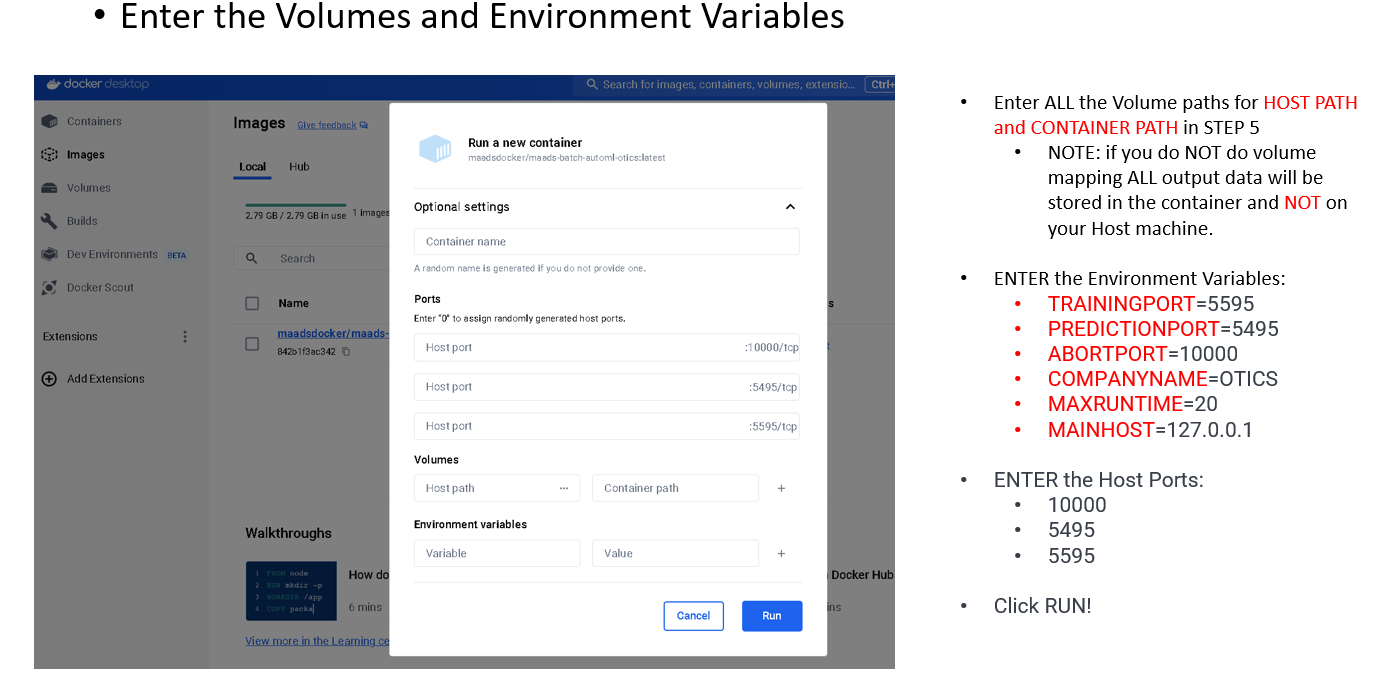 • Enter the Volumes and Environment Variables
docker desktop
Search for images, containers, volumes, extensio...
Ctrl+
Containers
Images
Volumes
Builds
Dev Environments BETA
Docker Scout
Extensions
Add Extensions
Images Give feedback
Local Hub
2.79 GB / 2.79 GB in use 1 images
Search
Name
s
maadsdocker/maads-
842b1f3ac342
Walkthroughs
1 FROM node
2 RUN mkdir -p
3 WORKDIR /app
4 COPY packa
How do
6 mins
Docker Hub
ins
View more in the Learning ce
Run a new container
maadsdocker/maads-batch-automl-otics:latest
Optional settings
Container name
A random name is generated if you do not provide one.
Ports
Enter "0" to assign randomly generated host ports.
Host port :10000/tcp
Host port :5495/tcp
Host port :5595/tcp
Volumes
Host path ... Container path +
Environment variables
Variable Value +
Cancel Run
• Enter ALL the Volume paths for HOST PATH
and CONTAINER PATH in STEP 5
• NOTE: if you do NOT do volume
mapping ALL output data will be
stored in the container and NOT on
your Host machine.
• ENTER the Environment Variables:
• TRAININGPORT=5595
• PREDICTIONPORT=5495
• ABORTPORT=10000
• COMPANYNAME=OTICS
• MAXRUNTIME=20
• MAINHOST=127.0.0.1
• ENTER the Host Ports:
• 10000
• 5495
• 5595
• Click RUN!